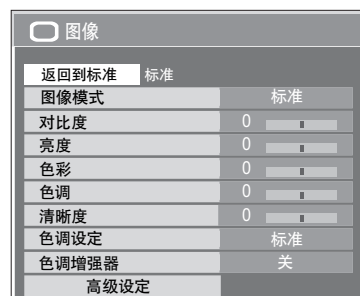 图像
返回到标准 标准
图像模式 标准
对比度 0
亮度 0
色彩 0
色调 0
清晰度 0
色调设定 标准
色调增强器 关
高级设定